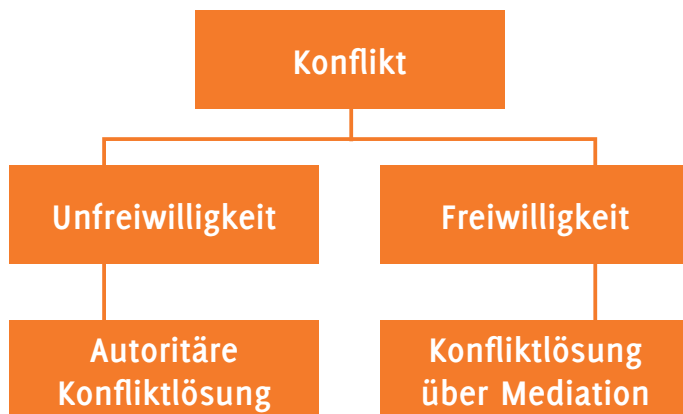 Konflikt
Unfreiwilligkeit
Freiwilligkeit
Autoritäre
Konfliktlösung
Konfliktlösung
über Mediation